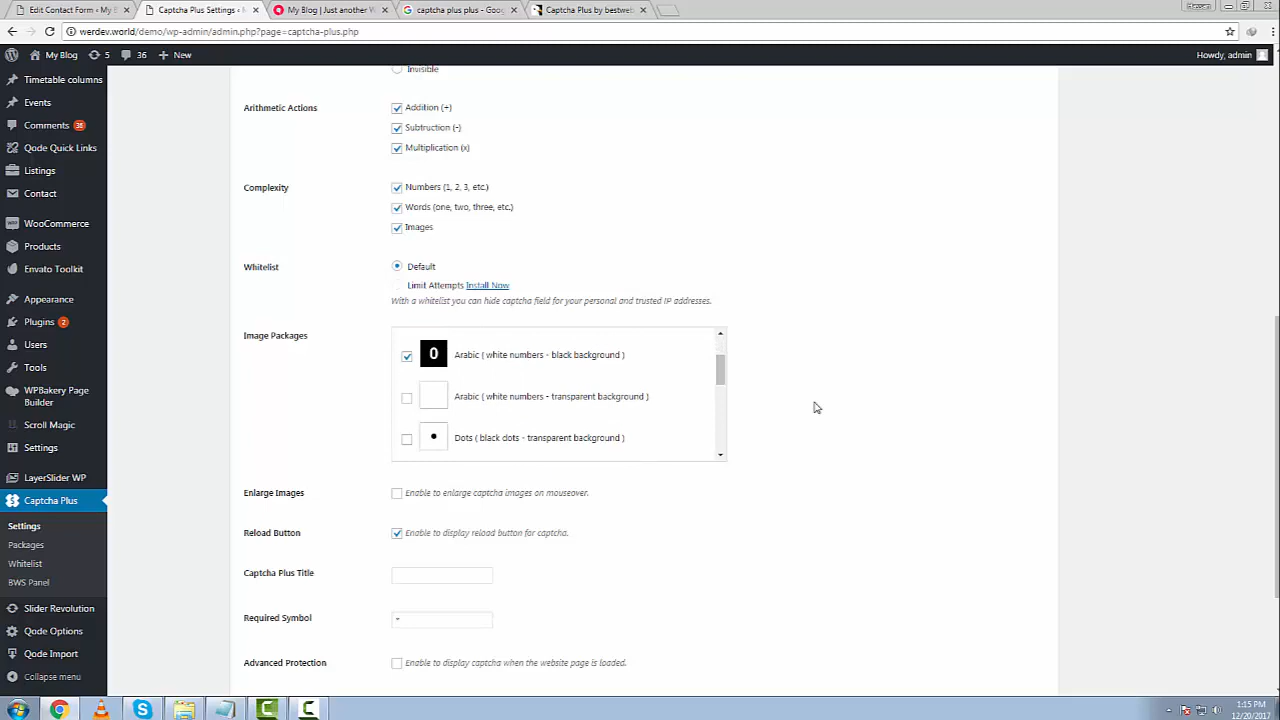 Edit Contact Form ‹ M
Captcha Plus Settings ‹
My Blog | Just another W
captcha plus plus - Goo
Captcha Plus by bestweb
werdev.world/demo/wp-admin/admin.php?page=captcha-plus.php
My Blog
5
36
New
Howdy, admin
Timetable columns
Events
Comments 36
Qode Quick Links
Listings
Contact
WooCommerce
Products
Envato Toolkit
Appearance
Plugins 2
Users
Tools
WPBakery Page
Builder
Scroll Magic
Settings
LayerSlider WP
Captcha Plus
Settings
Packages
Whitelist
BWS Panel
Slider Revolution
Qode Options
Qode Import
Collapse menu
Invisible
Arithmetic Actions
Addition (+)
Subtruction (-)
Multiplication (x)
Complexity
Numbers (1, 2, 3, etc.)
Words (one, two, three, etc.)
Images
Whitelist
Default
Limit Attempts Install Now
With a whitelist you can hide captcha field for your personal and trusted IP addresses.
Image Packages
0 Arabic ( white numbers - black background )
Arabic ( white numbers - transparent background )
Dots ( black dots - transparent background )
Enlarge Images
Enable to enlarge captcha images on mouseover.
Reload Button
Enable to display reload button for captcha.
Captcha Plus Title
Required Symbol
*
Advanced Protection
Enable to display captcha when the website page is loaded.
1:15 PM
12/20/2017